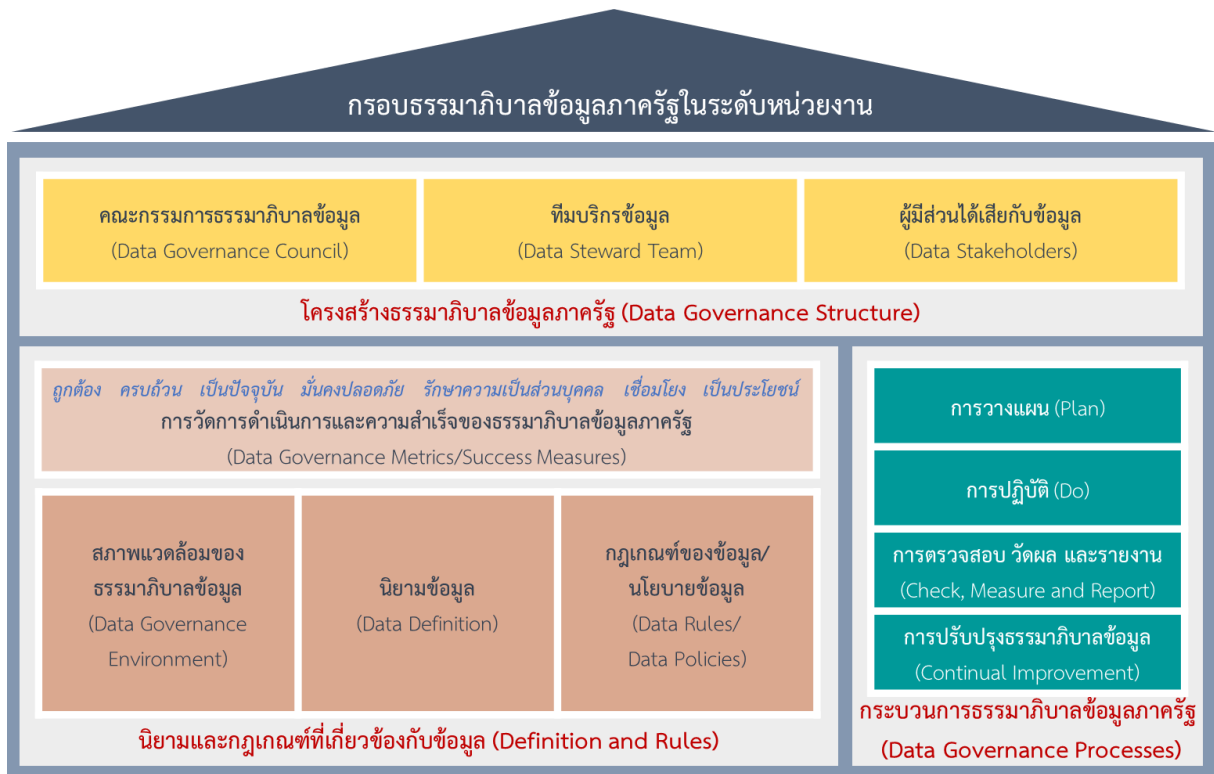 กรอบธรรมาภิบาลข้อมูลภาครัฐในระดับหน่วยงาน
คณะกรรมการธรรมาภิบาลข้อมูล
(Data Governance Council)
ทีมบริกรข้อมูล
(Data Steward Team)
ผู้มีส่วนได้เสียกับข้อมูล
(Data Stakeholders)
โครงสร้างธรรมาภิบาลข้อมูลภาครัฐ (Data Governance Structure)
ถูกต้อง ครบถ้วน เป็นปัจจุบัน มั่นคงปลอดภัย รักษาความเป็นส่วนบุคคล เชื่อมโยง เป็นประโยชน์
การวัดการดำเนินการและความสำเร็จของธรรมาภิบาลข้อมูลภาครัฐ
(Data Governance Metrics/Success Measures)
สภาพแวดล้อมของ
ธรรมาภิบาลข้อมูล
(Data Governance
Environment)
นิยามข้อมูล
(Data Definition)
กฎเกณฑ์ของข้อมูล/
นโยบายข้อมูล
(Data Rules/
Data Policies)
นิยามและกฎเกณฑ์ที่เกี่ยวข้องกับข้อมูล (Definition and Rules)
การวางแผน (Plan)
การปฏิบัติ (Do)
การตรวจสอบ วัดผล และรายงาน
(Check, Measure and Report)
การปรับปรุงธรรมาภิบาลข้อมูล
(Continual Improvement)
กระบวนการธรรมาภิบาลข้อมูลภาครัฐ
(Data Governance Processes)